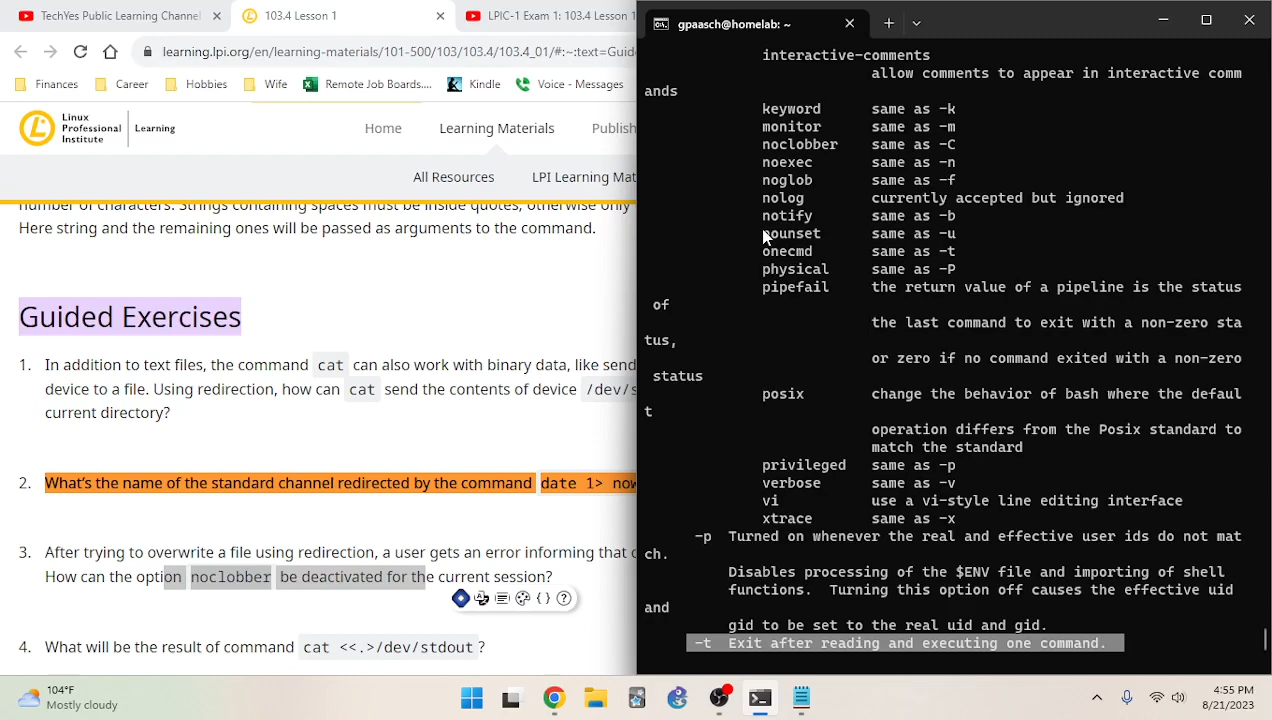 TechYes Public Learning Channel
103.4 Lesson 1
LPIC-1 Exam 1: 103.4 Lesson 1
gpaasch@homelab: ~
learning.lpi.org/en/learning-materials/101-500/103/103.4/103.4_01/#:~:text=Guid
Finances
Career
Hobbies
Wife
Remote Job Boards....
Kindle
Voice - Messages
Linux
Professional
Institute
Learning
Home
Learning Materials
Publish
All Resources
LPI Learning Mat
number of characters. Strings containing spaces must be inside quotes, otherwise only
Here string and the remaining ones will be passed as arguments to the command.
Guided Exercises
1. In addition to text files, the command cat can also work with binary data, like send
device to a file. Using redirection, how can cat send the contents of device /dev/s
current directory?
2. What's the name of the standard channel redirected by the command date 1> now
3. After trying to overwrite a file using redirection, a user gets an error informing that
How can the option noclobber be deactivated for the current session?
4. What will be the result of command cat <<.>/dev/stdout ?
interactive-comments
allow comments to appear in interactive comm
ands
keyword same as -k
monitor same as -m
noclobber same as -C
noexec same as -n
noglob same as -f
nolog currently accepted but ignored
notify same as -b
nounset same as -u
onecmd same as -t
physical same as -P
pipefail the return value of a pipeline is the status
of
the last command to exit with a non-zero sta
tus,
or zero if no command exited with a non-zero
status
posix change the behavior of bash where the defaul
t
operation differs from the Posix standard to
match the standard
privileged same as -p
verbose same as -v
vi use a vi-style line editing interface
xtrace same as -x
-p Turned on whenever the real and effective user ids do not mat
ch.
Disables processing of the $ENV file and importing of shell
functions. Turning this option off causes the effective uid
and
gid to be set to the real uid and gid.
-t Exit after reading and executing one command.
104°F
Mostly cloudy
4:55 PM
8/21/2023